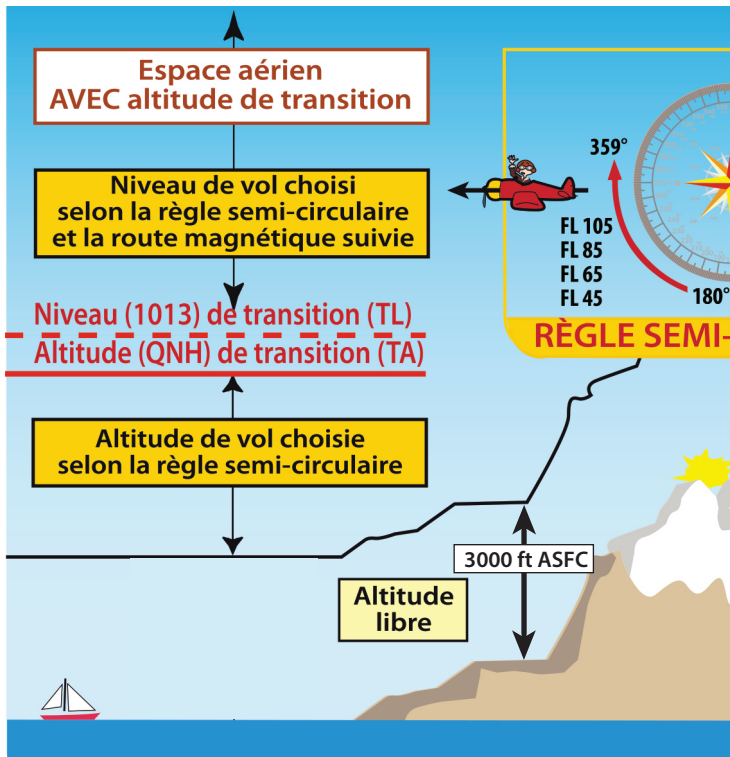 Espace aérien
AVEC altitude de transition
Niveau de vol choisi
selon la règle semi-circulaire
et la route magnétique suivie
Niveau (1013) de transition (TL)
Altitude (QNH) de transition (TA)
Altitude de vol choisie
selon la règle semi-circulaire
359°
FL 105
FL 85
FL 65
FL 45
180°
RÈGLE SEMI-
3000 ft ASFC
Altitude
libre